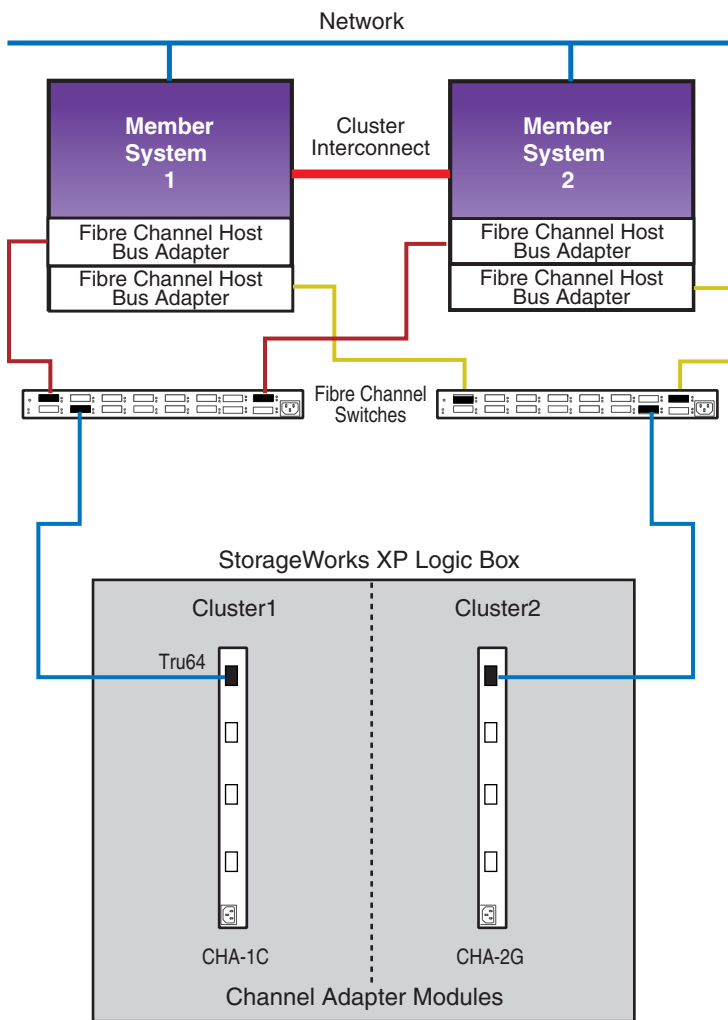 Network
Member
System
1
Cluster
Interconnect
Member
System
2
Fibre Channel Host
Bus Adapter
Fibre Channel Host
Bus Adapter
Fibre Channel Host
Bus Adapter
Fibre Channel Host
Bus Adapter
Fibre Channel
Switches
StorageWorks XP Logic Box
Cluster1
Cluster2
Tru64
CHA-1C
CHA-2G
Channel Adapter Modules